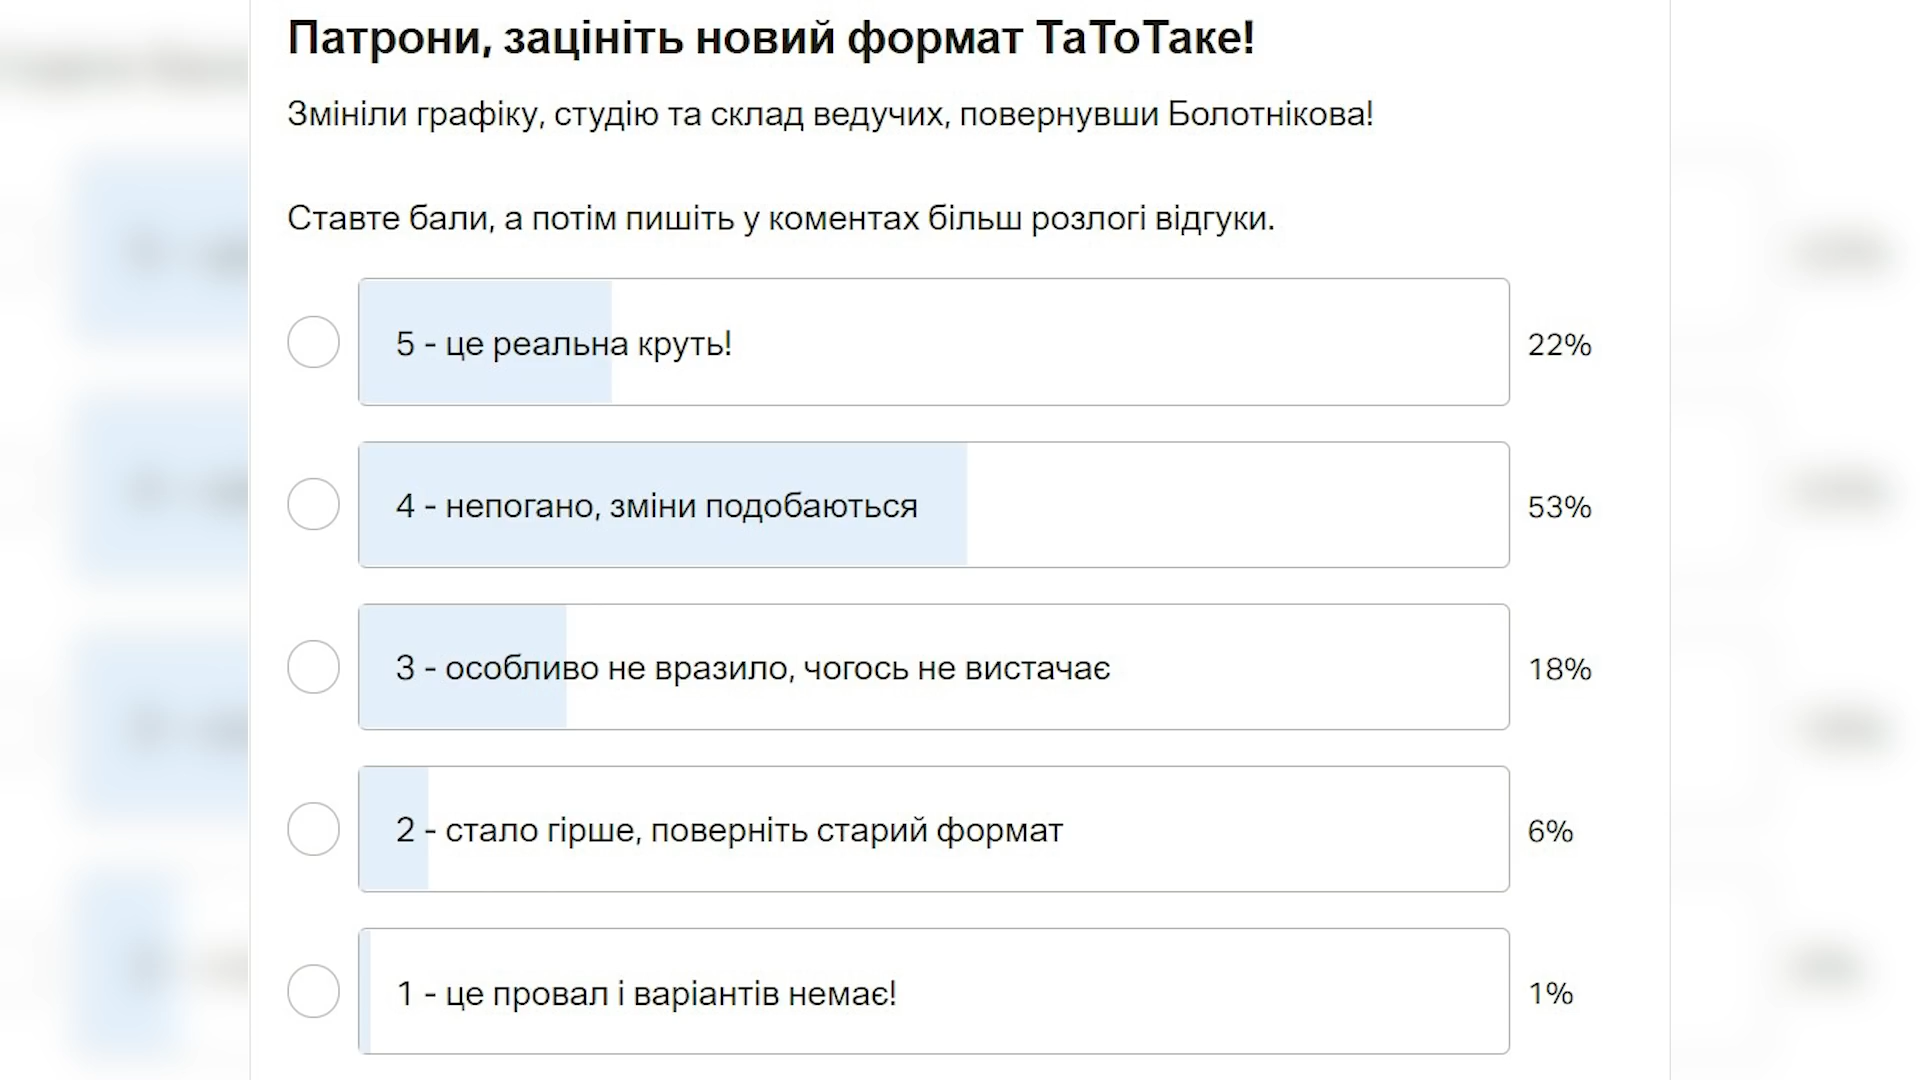 Патрони, зацініть новий формат ТаТоТаке!
Змініли графіку, студію та склад ведучих, повернувши Болотнікова!
Ставте бали, а потім пишіть у коментах більш розлогі відгуки.
5 - це реальна круть!
22%
4 - непогано, зміни подобаються
53%
3 - особливо не вразило, чогось не вистачає
18%
2 - стало гірше, поверніть старий формат
6%
1 - це провал і варіантів немає!
1%